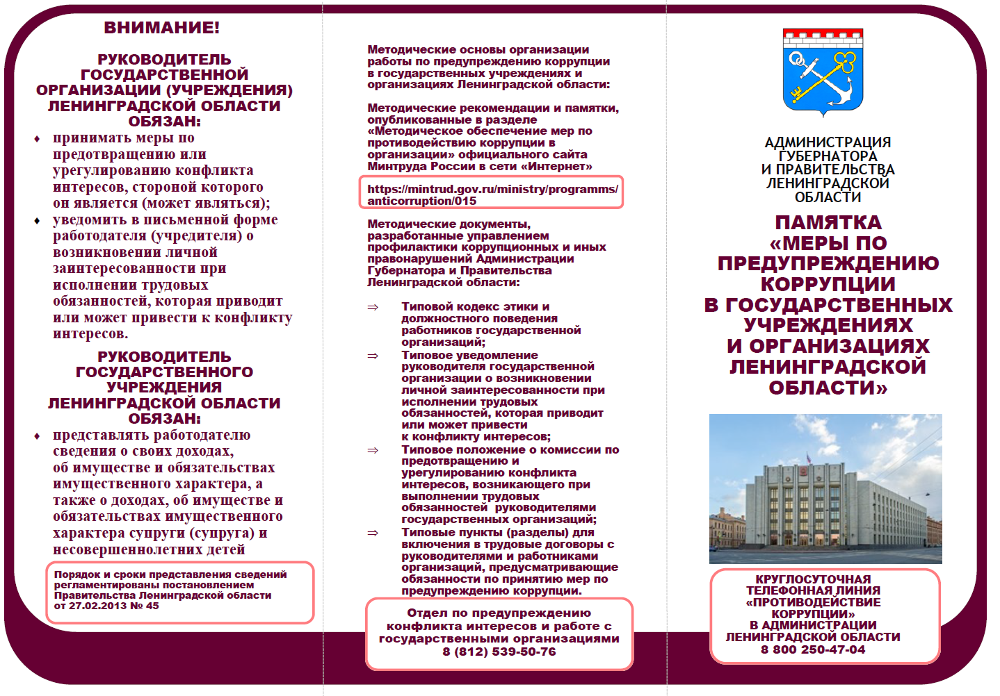 ВНИМАНИЕ!
РУКОВОДИТЕЛЬ
ГОСУДАРСТВЕННОЙ
ОРГАНИЗАЦИИ (УЧРЕЖДЕНИЯ)
ЛЕНИНГРАДСКОЙ ОБЛАСТИ
ОБЯЗАН:
♦ принимать меры по
предотвращению или
урегулированию конфликта
интересов, стороной которого
он является (может являться);
♦ уведомить в письменной форме
работодателя (учредителя) о
возникновении личной
заинтересованности при
исполнении трудовых
обязанностей, которая приводит
или может привести к конфликту
интересов.
РУКОВОДИТЕЛЬ
ГОСУДАРСТВЕННОГО
УЧРЕЖДЕНИЯ
ЛЕНИНГРАДСКОЙ ОБЛАСТИ
ОБЯЗАН:
♦ представлять работодателю
сведения о своих доходах,
об имуществе и обязательствах
имущественного характера, а
также о доходах, об имуществе и
обязательствах имущественного
характера супруги (супруга) и
несовершеннолетних детей
Порядок и сроки представления сведений
регламентированы постановлением
Правительства Ленинградской области
от 27.02.2013 № 45
Методические основы организации
работы по предупреждению коррупции
в государственных учреждениях и
организациях Ленинградской области:
Методические рекомендации и памятки,
опубликованные в разделе
«Методическое обеспечение мер по
противодействию коррупции в
организации» официального сайта
Минтруда России в сети «Интернет»
https://mintrud.gov.ru/ministry/programms/
anticorruption/015
Методические документы,
разработанные управлением
профилактики коррупционных и иных
правонарушений Администрации
Губернатора и Правительства
Ленинградской области:
⇒ Типовой кодекс этики и
должностного поведения
работников государственной
организаций;
⇒ Типовое уведомление
руководителя государственной
организации о возникновении
личной заинтересованности при
исполнении трудовых
обязанностей, которая приводит
или может привести
к конфликту интересов;
⇒ Типовое положение о комиссии по
предотвращению и
урегулированию конфликта
интересов, возникающего при
выполнении трудовых
обязанностей руководителями
государственных организаций;
⇒ Типовые пункты (разделы) для
включения в трудовые договоры с
руководителями и работниками
организаций, предусматривающие
обязанности по принятию мер по
предупреждению коррупции.
Отдел по предупреждению
конфликта интересов и работе с
государственными организациями
8 (812) 539-50-76
АДМИНИСТРАЦИЯ
ГУБЕРНАТОРА
И ПРАВИТЕЛЬСТВА
ЛЕНИНГРАДСКОЙ
ОБЛАСТИ
ПАМЯТКА
«МЕРЫ ПО
ПРЕДУПРЕЖДЕНИЮ
КОРРУПЦИИ
В ГОСУДАРСТВЕННЫХ
УЧРЕЖДЕНИЯХ
И ОРГАНИЗАЦИЯХ
ЛЕНИНГРАДСКОЙ
ОБЛАСТИ»
КРУГЛОСУТОЧНАЯ
ТЕЛЕФОННАЯ ЛИНИЯ
«ПРОТИВОДЕЙСТВИЕ
КОРРУПЦИИ»
В АДМИНИСТРАЦИИ
ЛЕНИНГРАДСКОЙ ОБЛАСТИ
8 800 250-47-04